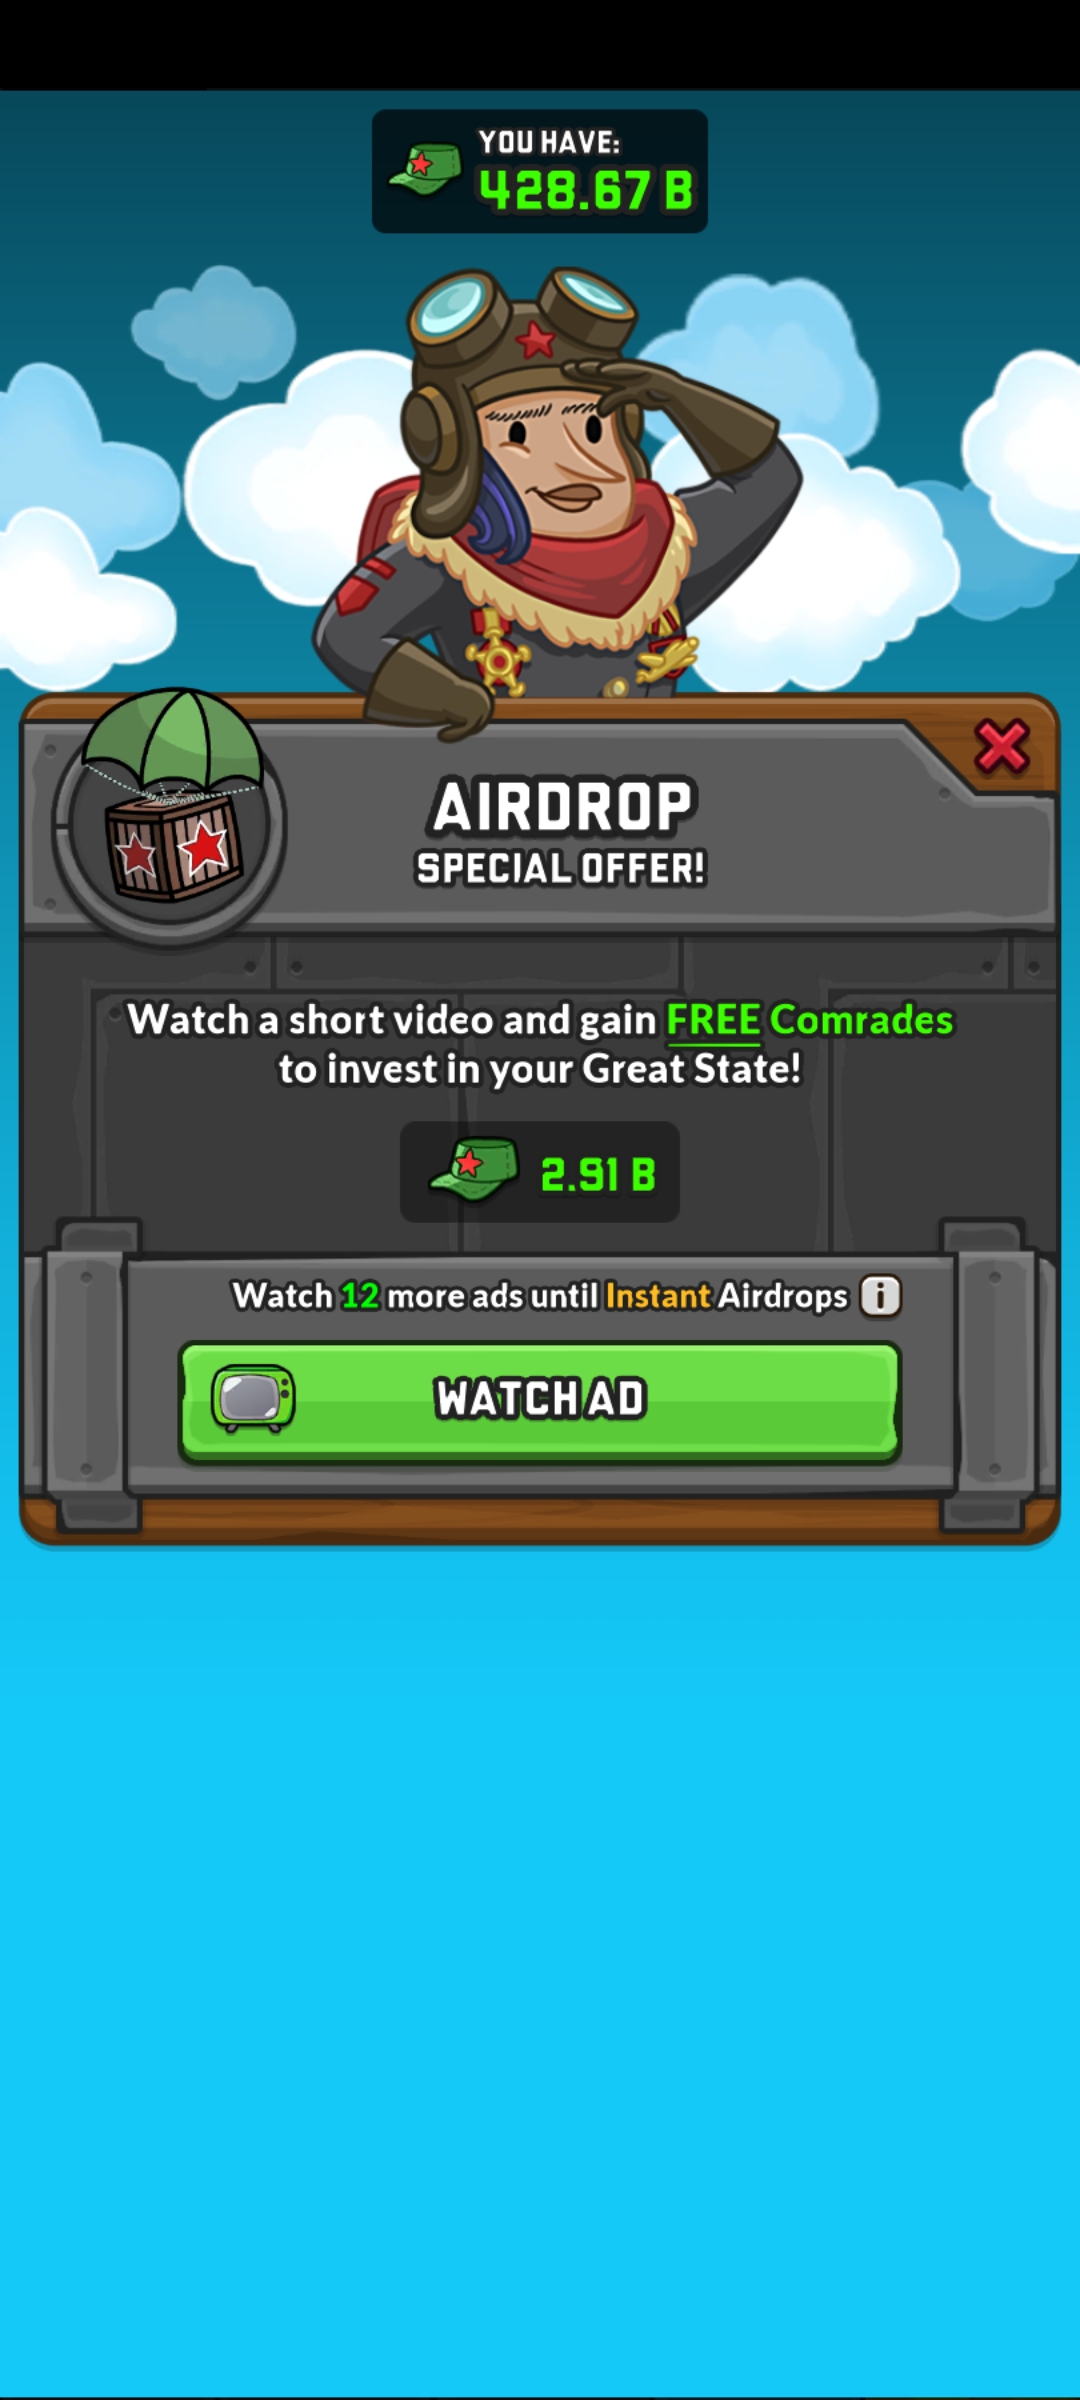 YOU HAVE:
428.67 B
AIRDROP
SPECIAL OFFER!
Watch a short video and gain FREE Comrades
to invest in your Great State!
2.91 B
Watch 12 more ads until Instant Airdrops i
WATCH AD